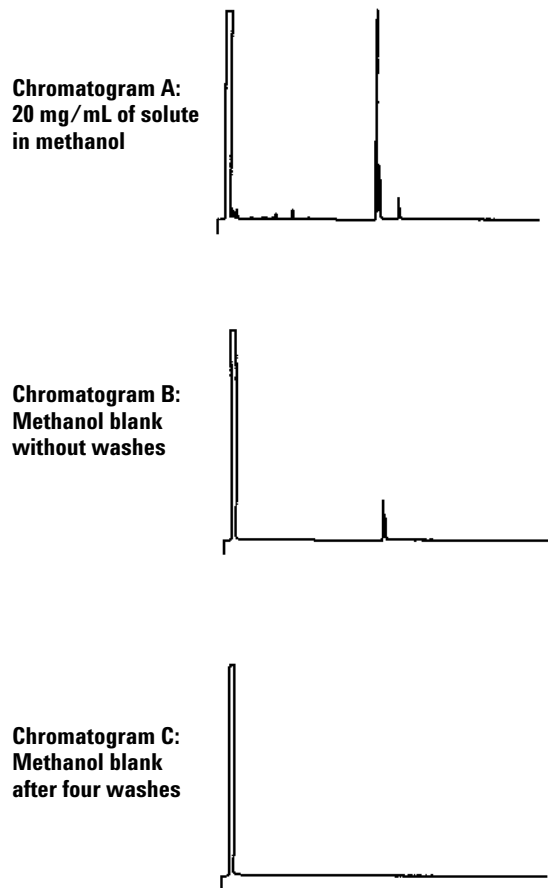 Chromatogram A:
20 mg/mL of solute
in methanol
Chromatogram B:
Methanol blank
without washes
Chromatogram C:
Methanol blank
after four washes